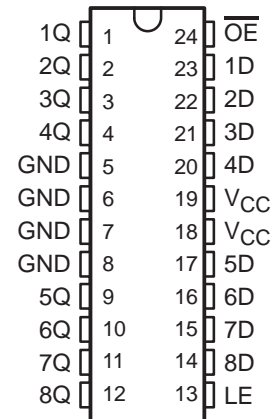 1Q 1 24 OE
2Q 2 23 1D
3Q 3 22 2D
4Q 4 21 3D
GND 5 20 4D
GND 6 19 VCC
GND 7 18 VCC
GND 8 17 5D
5Q 9 16 6D
6Q 10 15 7D
7Q 11 14 8D
8Q 12 13 LE